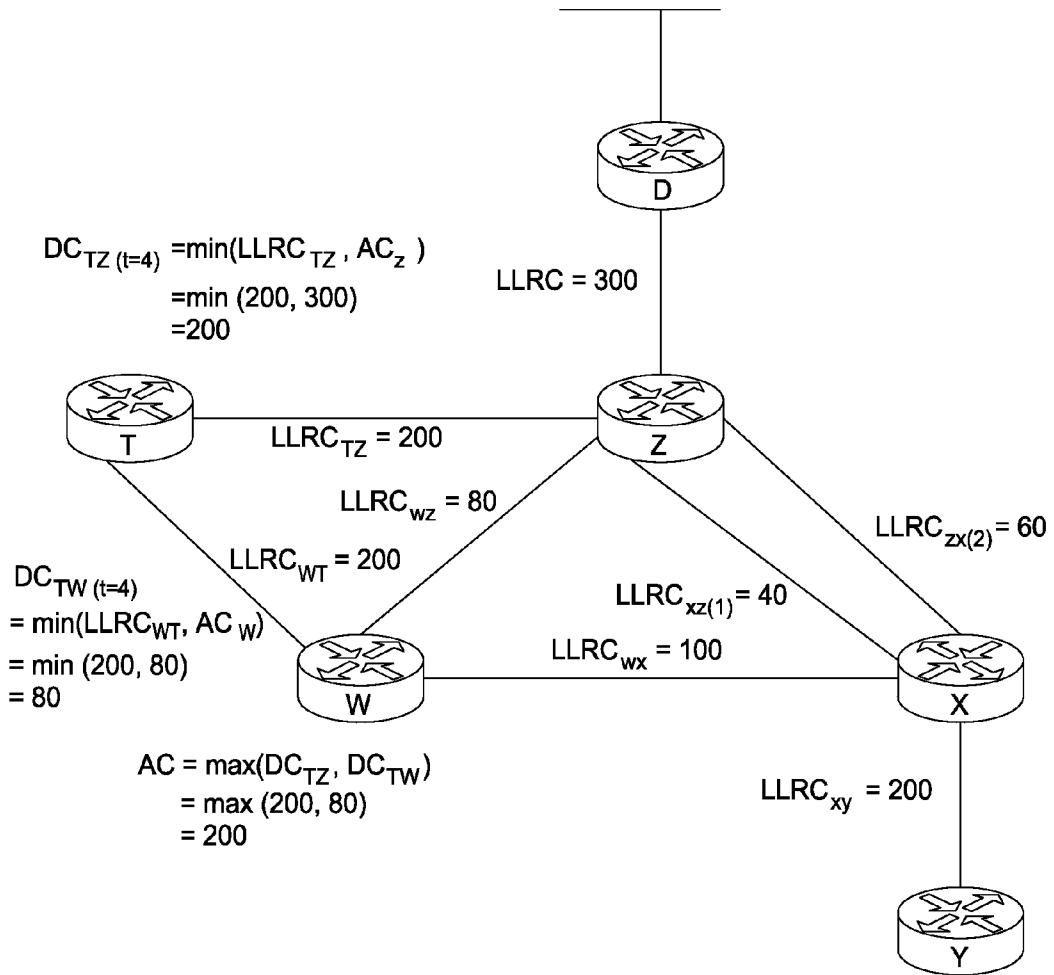 D
DC_TZ (t=4) =min(LLRC_TZ , AC_z )
=min (200, 300)
=200
LLRC = 300
T
Z
LLRC_TZ = 200
LLRC_wz = 80
LLRC_zx(2) = 60
LLRC_WT = 200
LLRC_xz(1) = 40
DC_TW (t=4)
= min(LLRC_WT, AC_W)
= min (200, 80)
= 80
LLRC_wx = 100
W
X
AC = max(DC_TZ, DC_TW)
= max (200, 80)
= 200
LLRC_xy = 200
Y